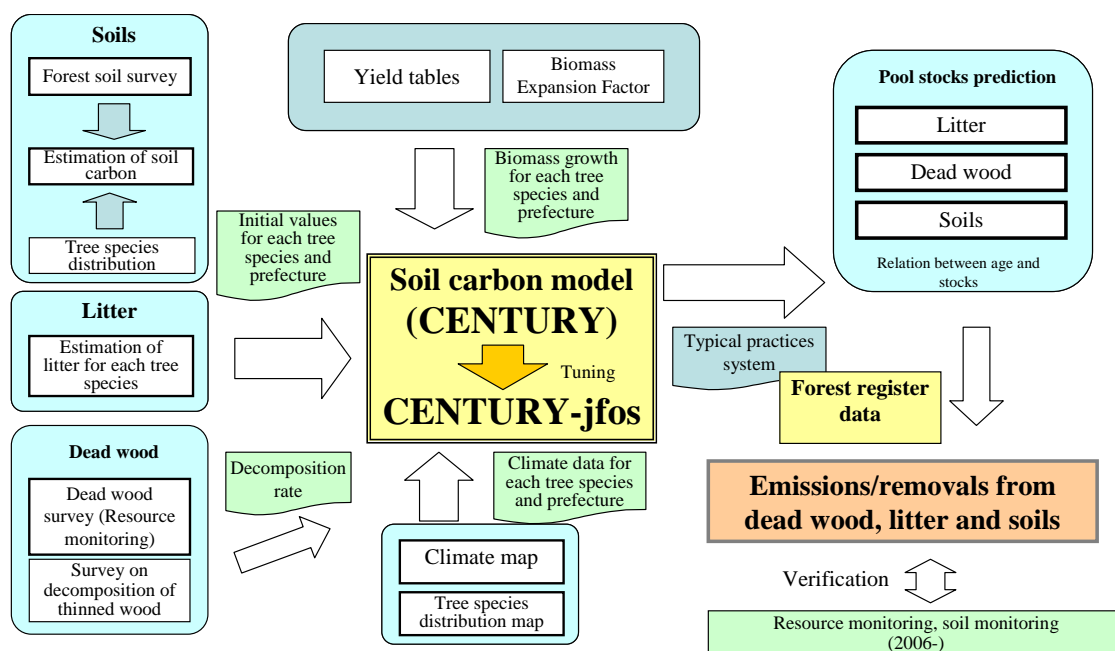 Soils
Forest soil survey
Estimation of soil
carbon
Tree species
distribution
Litter
Estimation of
litter for each tree
species
Dead wood
Dead wood
survey (Resource
monitoring)
Survey on
decomposition of
thinned wood
Yield tables
Biomass
Expansion Factor
Biomass growth
for each tree
species and
prefecture
Initial values
for each tree
species and
prefecture
Decomposition
rate
Soil carbon model
(CENTURY)
Tuning
CENTURY-jfos
Climate data for
each tree species
and prefecture
Climate map
Tree species
distribution map
Pool stocks prediction
Litter
Dead wood
Soils
Relation between age and
stocks
Typical practices
system
Forest register
data
Emissions/removals from
dead wood, litter and soils
Verification
Resource monitoring, soil monitoring
(2006-)